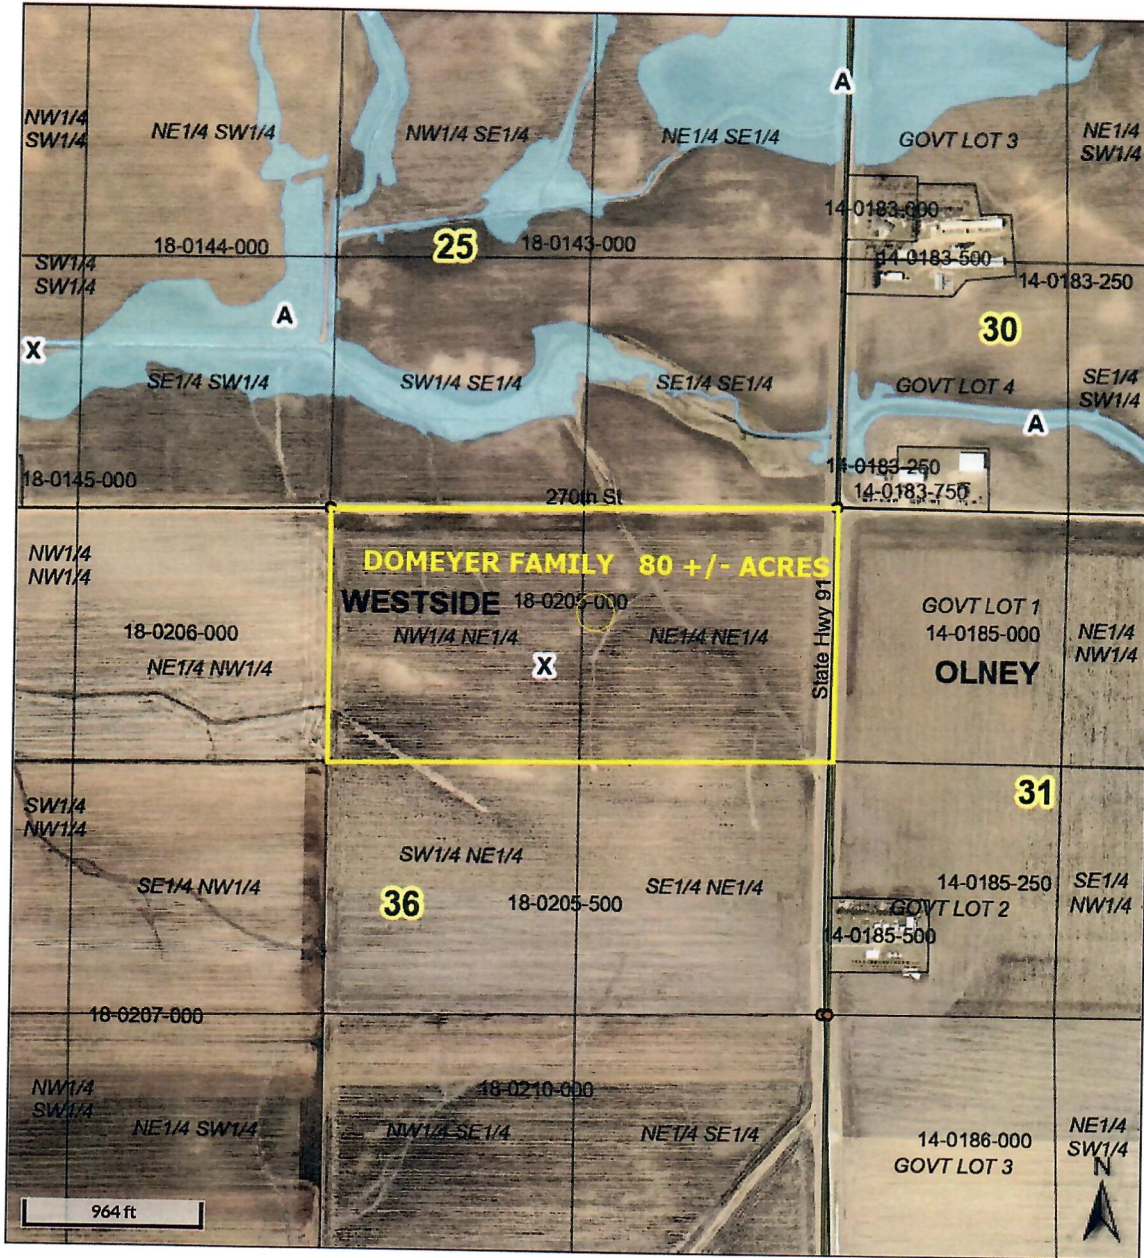 A
NW1/4
SW1/4
NE1/4 SW1/4
NW1/4 SE1/4
NE1/4 SE1/4
GOVT LOT 3
NE1/4
SW1/4
14-0183-600
18-0144-000
25
18-0143-000
14-0183-500
14-0183-250
SW1/4
SW1/4
A
30
X
SE1/4 SW1/4
SW1/4 SE1/4
SE1/4 SE1/4
GOVT LOT 4
SE1/4
SW1/4
A
18-0145-000
14-0183-250
14-0183-750
270th St
NW1/4
NW1/4
DOMEYER FAMILY 80 +/- ACRES
WESTSIDE
18-0205-000
GOVT LOT 1
18-0206-000
NW1/4 NE1/4
NE1/4 NE1/4
14-0185-000
NE1/4
NW1/4
NE1/4 NW1/4
X
State Hwy 91
OLNEY
31
SW1/4
NW1/4
SW1/4 NE1/4
SE1/4 NW1/4
SE1/4 NE1/4
14-0185-250
SE1/4
NW1/4
36
18-0205-500
GOVT LOT 2
14-0185-500
18-0207-000
NW1/4
SW1/4
18-0210-000
NE1/4 SW1/4
NW1/4 SE1/4
NE1/4 SE1/4
14-0186-000
NE1/4
SW1/4
GOVT LOT 3
N
964 ft